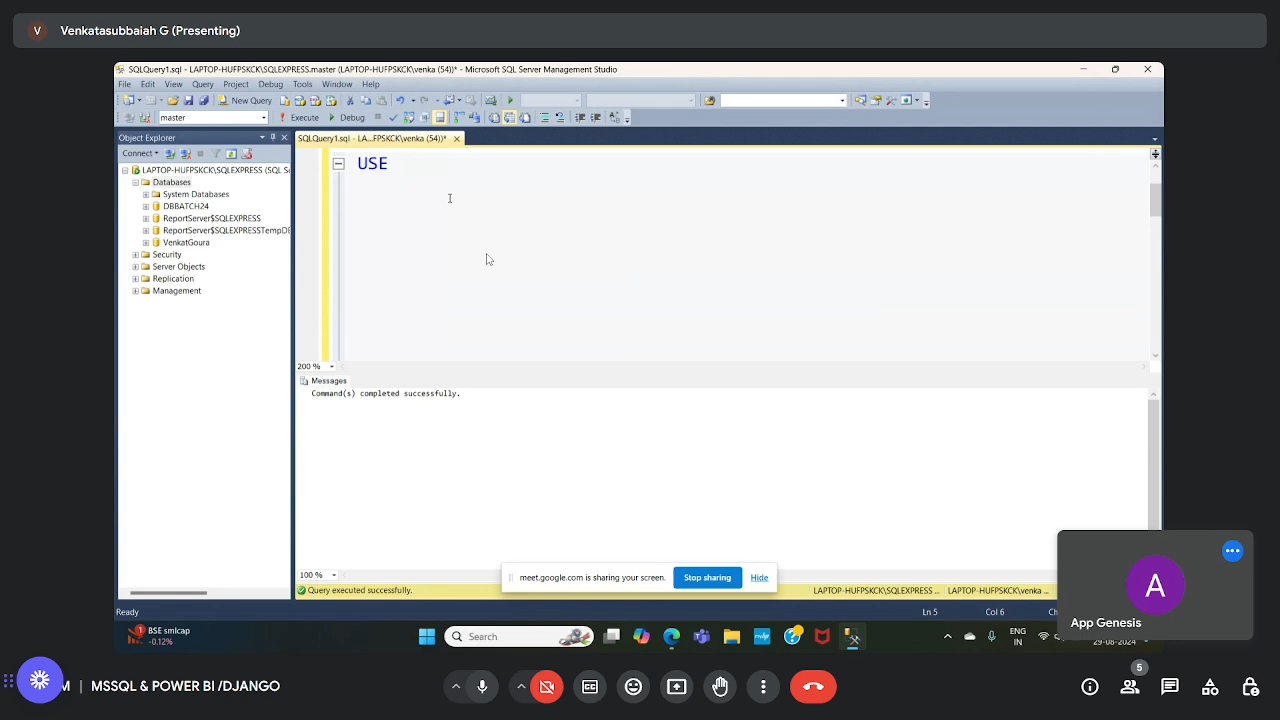 V Venkatasubbaiah G (Presenting)
SQLQuery1.sql - LAPTOP-HUFPSKCK\SQLEXPRESS.master (LAPTOP-HUFPSKCK\venka (54))* - Microsoft SQL Server Management Studio
File Edit View Query Project Debug Tools Window Help
New Query
master Execute Debug
Object Explorer
SQLQuery1.sql - LA...FPSKCK\venka (54))*
Connect
LAPTOP-HUFPSKCK\SQLEXPRESS (SQL S
Databases
System Databases
DBBATCH24
ReportServer$SQLEXPRESS
ReportServer$SQLEXPRESSTempDB
VenkatGoura
Security
Server Objects
Replication
Management
USE
200 %
Messages
Command(s) completed successfully.
100 %
meet.google.com is sharing your screen. Stop sharing Hide
Query executed successfully.
LAPTOP-HUFPSKCK\SQLEXPRESS ... LAPTOP-HUFPSKCK\venka ...
Ready
Ln 5 Col 6 Ch
A
App Genesis
1
BSE smlcap
-0.12%
Search
ENG
IN
29-08-2024
M | MSSQL & POWER BI /DJANGO
5